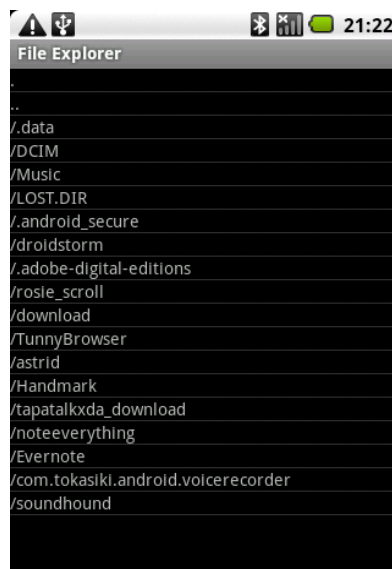 21:22
File Explorer
.
..
/.data
/DCIM
/Music
/LOST.DIR
/.android_secure
/droidstorm
/.adobe-digital-editions
/rosie_scroll
/download
/TunnyBrowser
/astrid
/Handmark
/tapatalkxda_download
/noteeverything
/Evernote
/com.tokasiki.android.voicerecorder
/soundhound